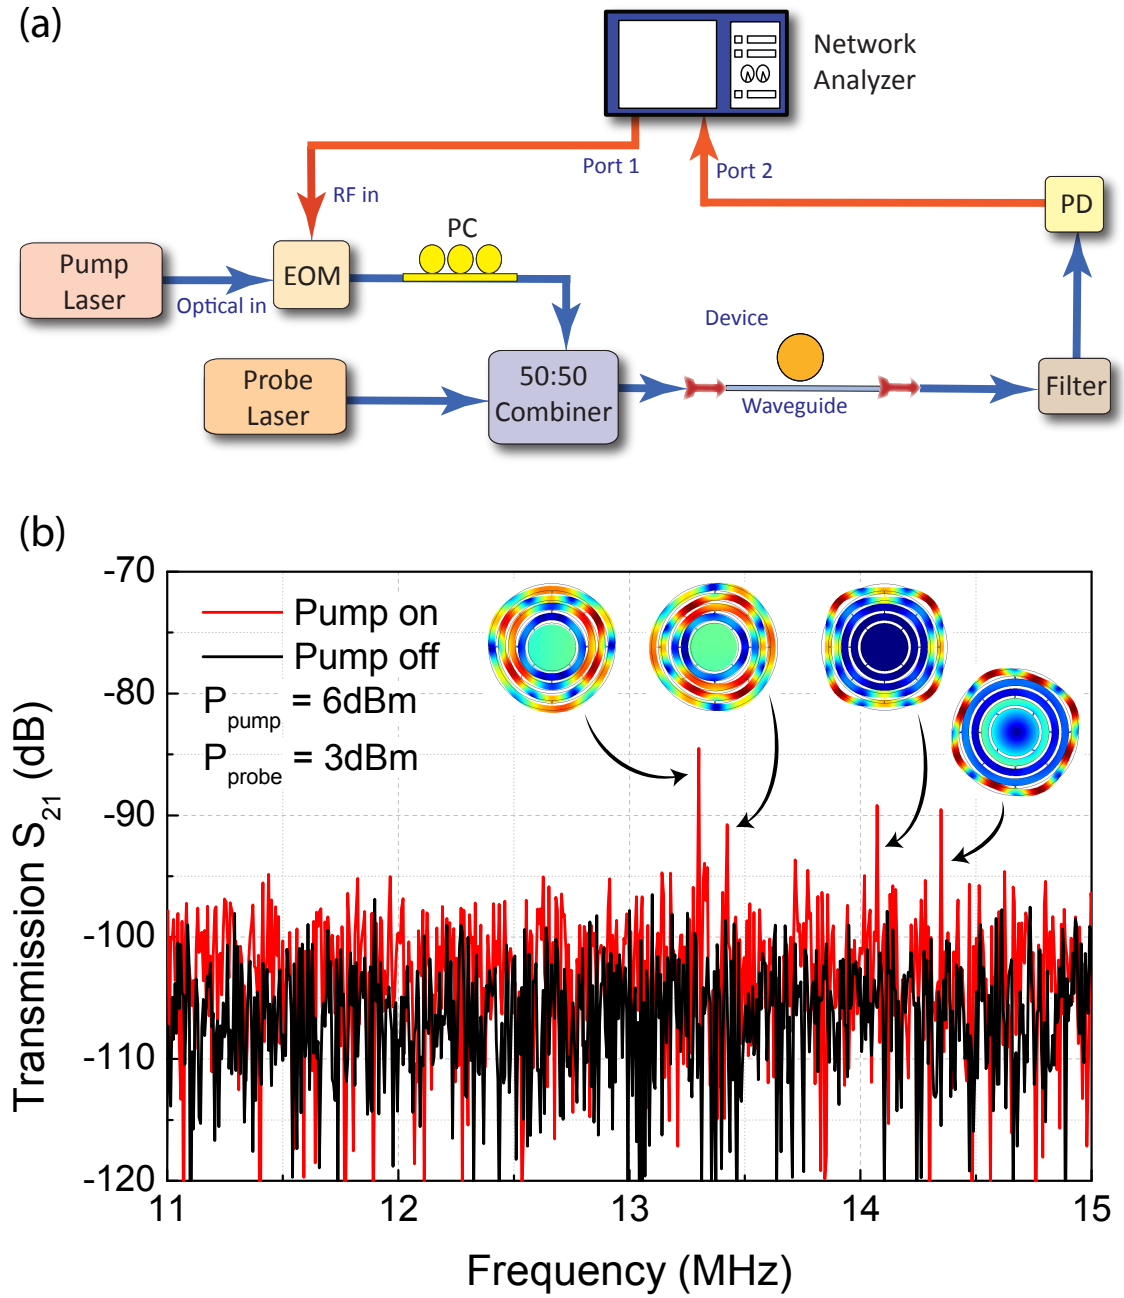 (a)
Network
Analyzer
Port 1
Port 2
RF in
PC
PD
Pump
Laser
Optical in
EOM
Device
Probe
Laser
50:50
Combiner
Waveguide
Filter
(b)
-70
-80
-90
-100
-110
-120
Transmission S21 (dB)
Pump on
Pump off
Ppump = 6dBm
Pprobe = 3dBm
11
12
13
14
15
Frequency (MHz)